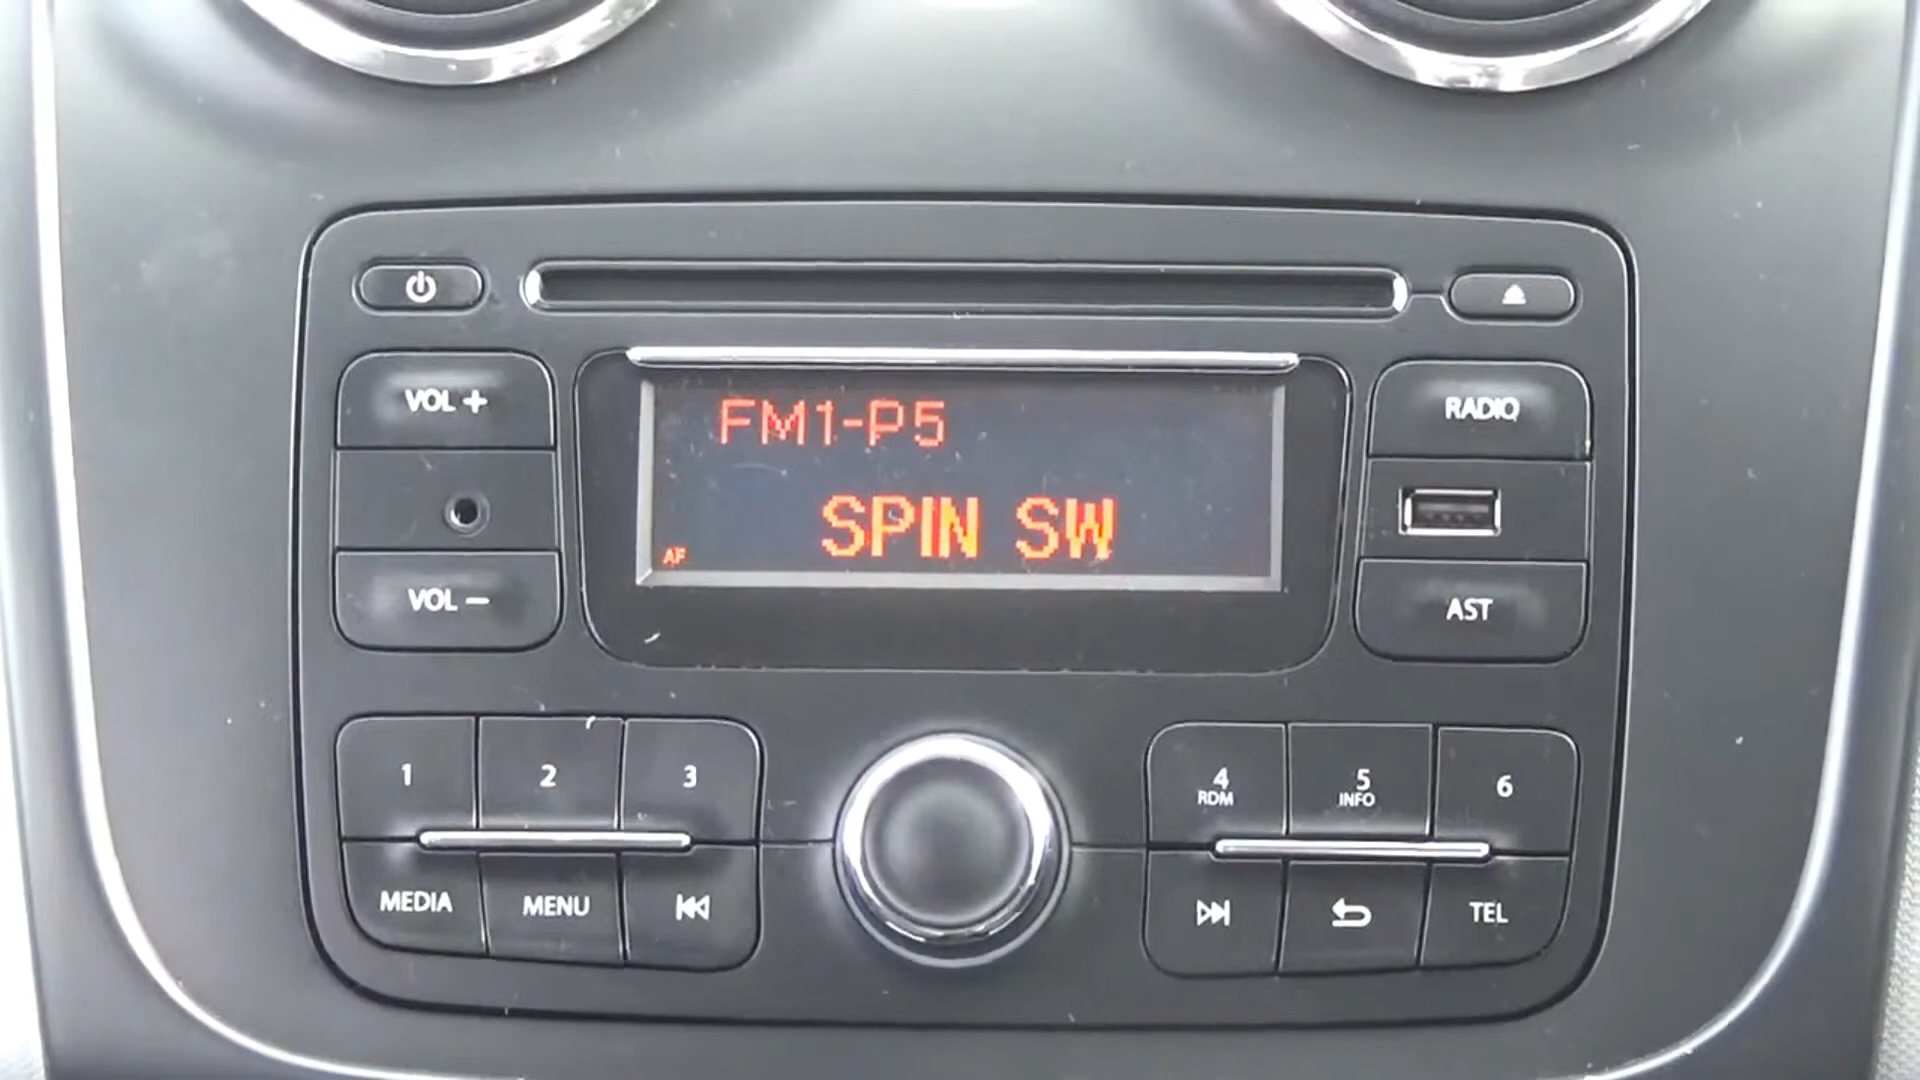 VOL +
FM1-P5
RADIO
SPIN SW
AF
VOL −
AST
1 2 3
4 5 6
RDM INFO
MEDIA MENU
TEL